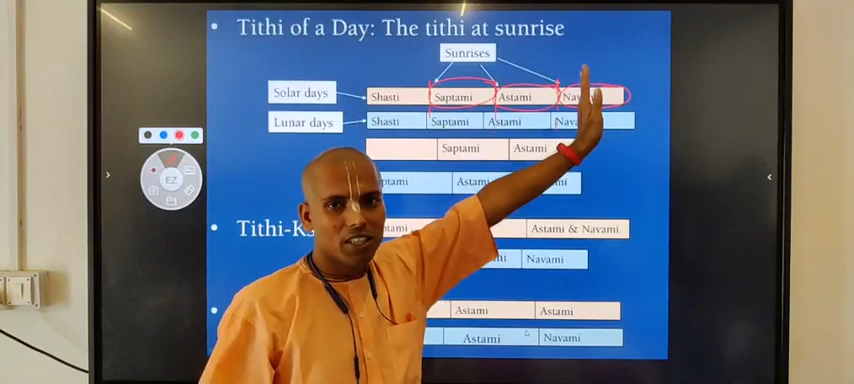 • Tithi of a Day: The tithi at sunrise
Sunrises
Solar days Shasti Saptami Astami
Lunar days Shasti Saptami Astami
Saptami Astami
Astami
EZ
• Astami & Navami
Navami
• Astami Astami
Astami Navami